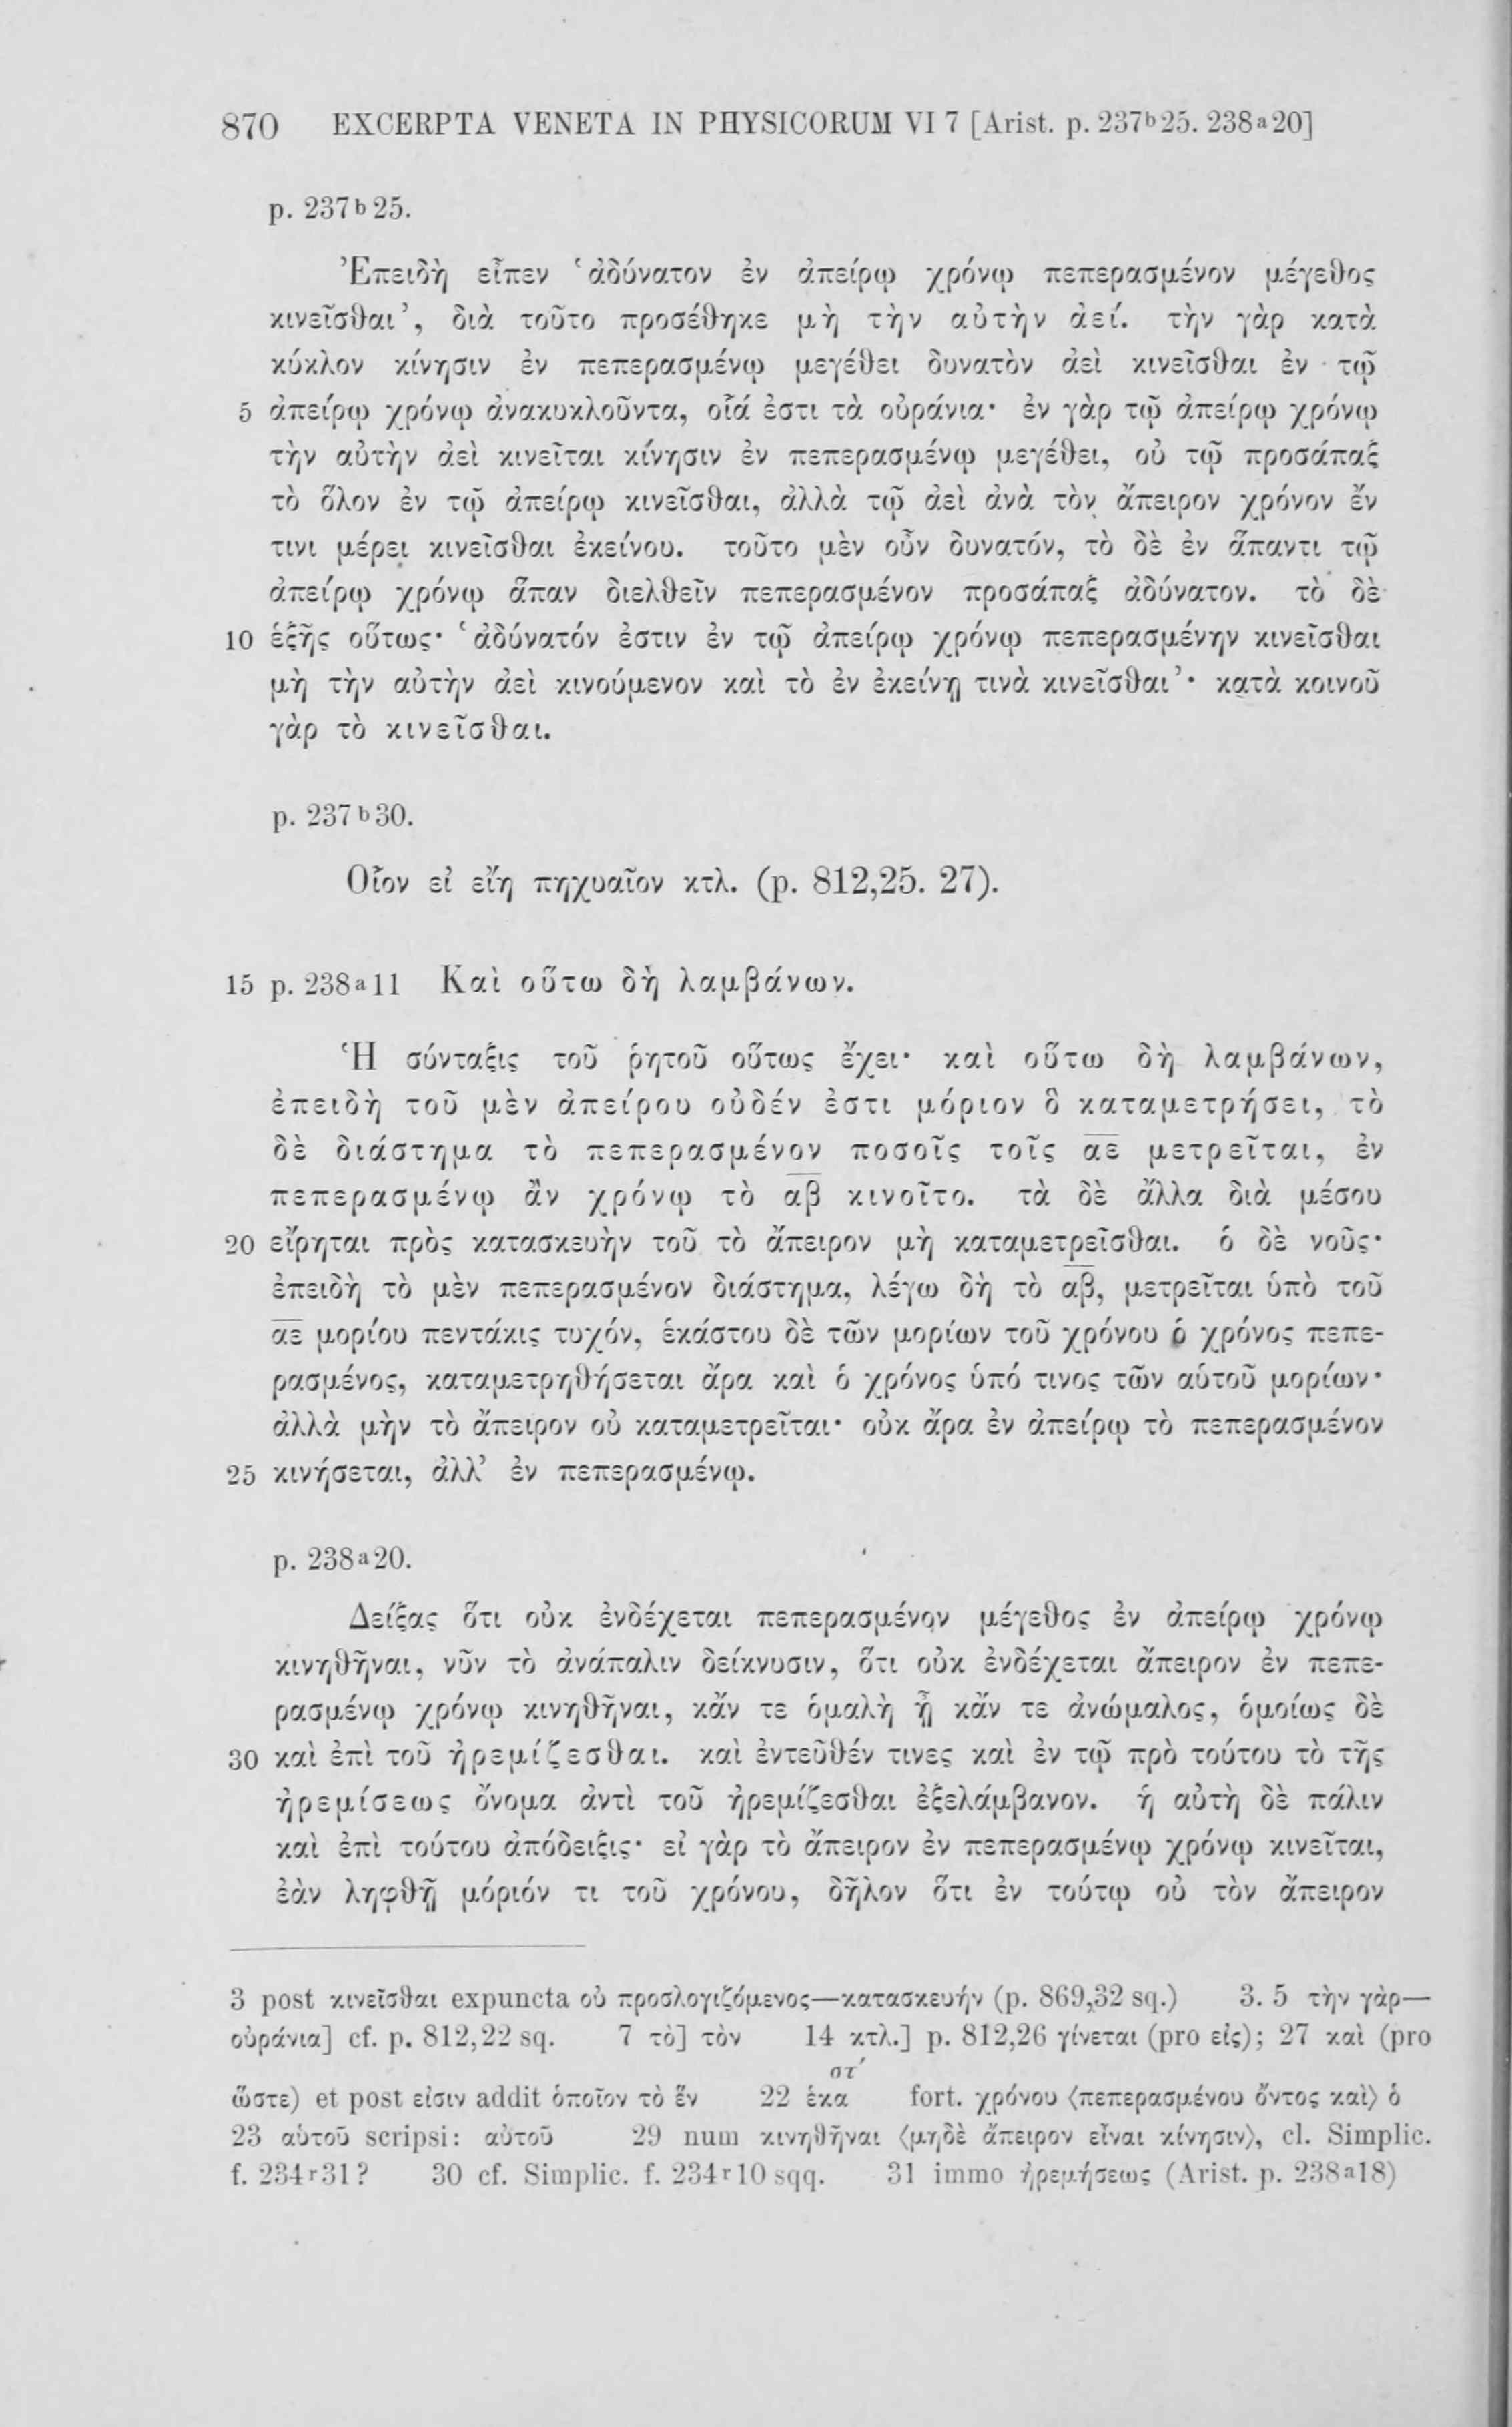 870 EXCERPTA VENETA IN PHYSICORUM VI 7 [Arist. p. 237b25. 238a20]
p. 237b25.
Ἐπειδὴ εἶπεν ‘ἀδύνατον ἐν ἀπείρῳ χρόνῳ πεπερασμένον μέγεθος
κινεῖσθαι’, διὰ τοῦτο προσέθηκε μὴ τὴν αὐτὴν ἀεί. τὴν γὰρ κατὰ
κύκλον κίνησιν ἐν πεπερασμένῳ μεγέθει δυνατὸν ἀεὶ κινεῖσθαι ἐν τῷ
5 ἀπείρῳ χρόνῳ ἀνακυκλοῦντα, οἷά ἐστι τὰ οὐράνια· ἐν γὰρ τῷ ἀπείρῳ χρόνῳ
τὴν αὐτὴν ἀεὶ κινεῖται κίνησιν ἐν πεπερασμένῳ μεγέθει, οὐ τῷ προσάπαξ
τὸ ὅλον ἐν τῷ ἀπείρῳ κινεῖσθαι, ἀλλὰ τῷ ἀεὶ ἀνὰ τὸν ἄπειρον χρόνον ἔν
τινι μέρει κινεῖσθαι ἐκείνου. τοῦτο μὲν οὖν δυνατόν, τὸ δὲ ἐν ἅπαντι τῷ
ἀπείρῳ χρόνῳ ἅπαν διελθεῖν πεπερασμένον προσάπαξ ἀδύνατον. τὸ δὲ
10 ἑξῆς οὕτως· ‘ἀδύνατόν ἐστιν ἐν τῷ ἀπείρῳ χρόνῳ πεπερασμένην κινεῖσθαι
μὴ τὴν αὐτὴν ἀεὶ κινούμενον καὶ τὸ ἐν ἐκείνῃ τινὰ κινεῖσθαι’· κατὰ κοινοῦ
γὰρ τὸ κινεῖσθαι.
p. 237b30.
Οἷον εἰ εἴη πηχυαῖον κτλ. (p. 812,25. 27).
15 p. 238a11 Καὶ οὕτω δὴ λαμβάνων.
Ἡ σύνταξις τοῦ ῥητοῦ οὕτως ἔχει· καὶ οὕτω δὴ λαμβάνων,
ἐπειδὴ τοῦ μὲν ἀπείρου οὐδέν ἐστι μόριον ὃ καταμετρήσει, τὸ
δὲ διάστημα τὸ πεπερασμένον ποσοῖς τοῖς α̅ε̅ μετρεῖται, ἐν
πεπερασμένῳ ἂν χρόνῳ τὸ α̅β̅ κινοῖτο. τὰ δὲ ἄλλα διὰ μέσου
20 εἴρηται πρὸς κατασκευὴν τοῦ τὸ ἄπειρον μὴ καταμετρεῖσθαι. ὁ δὲ νοῦς·
ἐπειδὴ τὸ μὲν πεπερασμένον διάστημα, λέγω δὴ τὸ α̅β̅, μετρεῖται ὑπὸ τοῦ
α̅ε̅ μορίου πεντάκις τυχόν, ἑκάστου δὲ τῶν μορίων τοῦ χρόνου ὁ χρόνος πεπε-
ρασμένος, καταμετρηθήσεται ἄρα καὶ ὁ χρόνος ὑπό τινος τῶν αὑτοῦ μορίων·
ἀλλὰ μὴν τὸ ἄπειρον οὐ καταμετρεῖται· οὐκ ἄρα ἐν ἀπείρῳ τὸ πεπερασμένον
25 κινήσεται, ἀλλ’ ἐν πεπερασμένῳ.
p. 238a20.
Δείξας ὅτι οὐκ ἐνδέχεται πεπερασμένον μέγεθος ἐν ἀπείρῳ χρόνῳ
κινηθῆναι, νῦν τὸ ἀνάπαλιν δείκνυσιν, ὅτι οὐκ ἐνδέχεται ἄπειρον ἐν πεπε-
ρασμένῳ χρόνῳ κινηθῆναι, κἄν τε ὁμαλὴ ᾖ κἄν τε ἀνώμαλος, ὁμοίως δὲ
30 καὶ ἐπὶ τοῦ ἠρεμίζεσθαι. καὶ ἐντεῦθέν τινες καὶ ἐν τῷ πρὸ τούτου τὸ τῆς
ἠρεμίσεως ὄνομα ἀντὶ τοῦ ἠρεμίζεσθαι ἐξελάμβανον. ἡ αὐτὴ δὲ πάλιν
καὶ ἐπὶ τούτου ἀπόδειξις· εἰ γὰρ τὸ ἄπειρον ἐν πεπερασμένῳ χρόνῳ κινεῖται,
ἐὰν ληφθῇ μόριόν τι τοῦ χρόνου, δῆλον ὅτι ἐν τούτῳ οὐ τὸν ἄπειρον
3 post κινεῖσθαι expuncta οὐ προσλογιζόμενος—κατασκευήν (p. 869,32 sq.) 3. 5 τὴν γὰρ—
οὐράνια] cf. p. 812,22 sq. 7 τὸ] τὸν 14 κτλ.] p. 812,26 γίνεται (pro εἰς); 27 καὶ (pro
ὥστε) et post εἰσιν addit ὁποῖον τὸ ἓν 22 ἑκαστ΄ fort. χρόνου ⟨πεπερασμένου ὄντος καὶ⟩ ὁ
23 αὑτοῦ scripsi: αὐτοῦ 29 num κινηθῆναι ⟨μηδὲ ἄπειρον εἶναι κίνησιν⟩, cl. Simplic.
f. 234r31? 30 cf. Simplic. f. 234r10 sqq. 31 immo ἠρεμήσεως (Arist. p. 238a18)